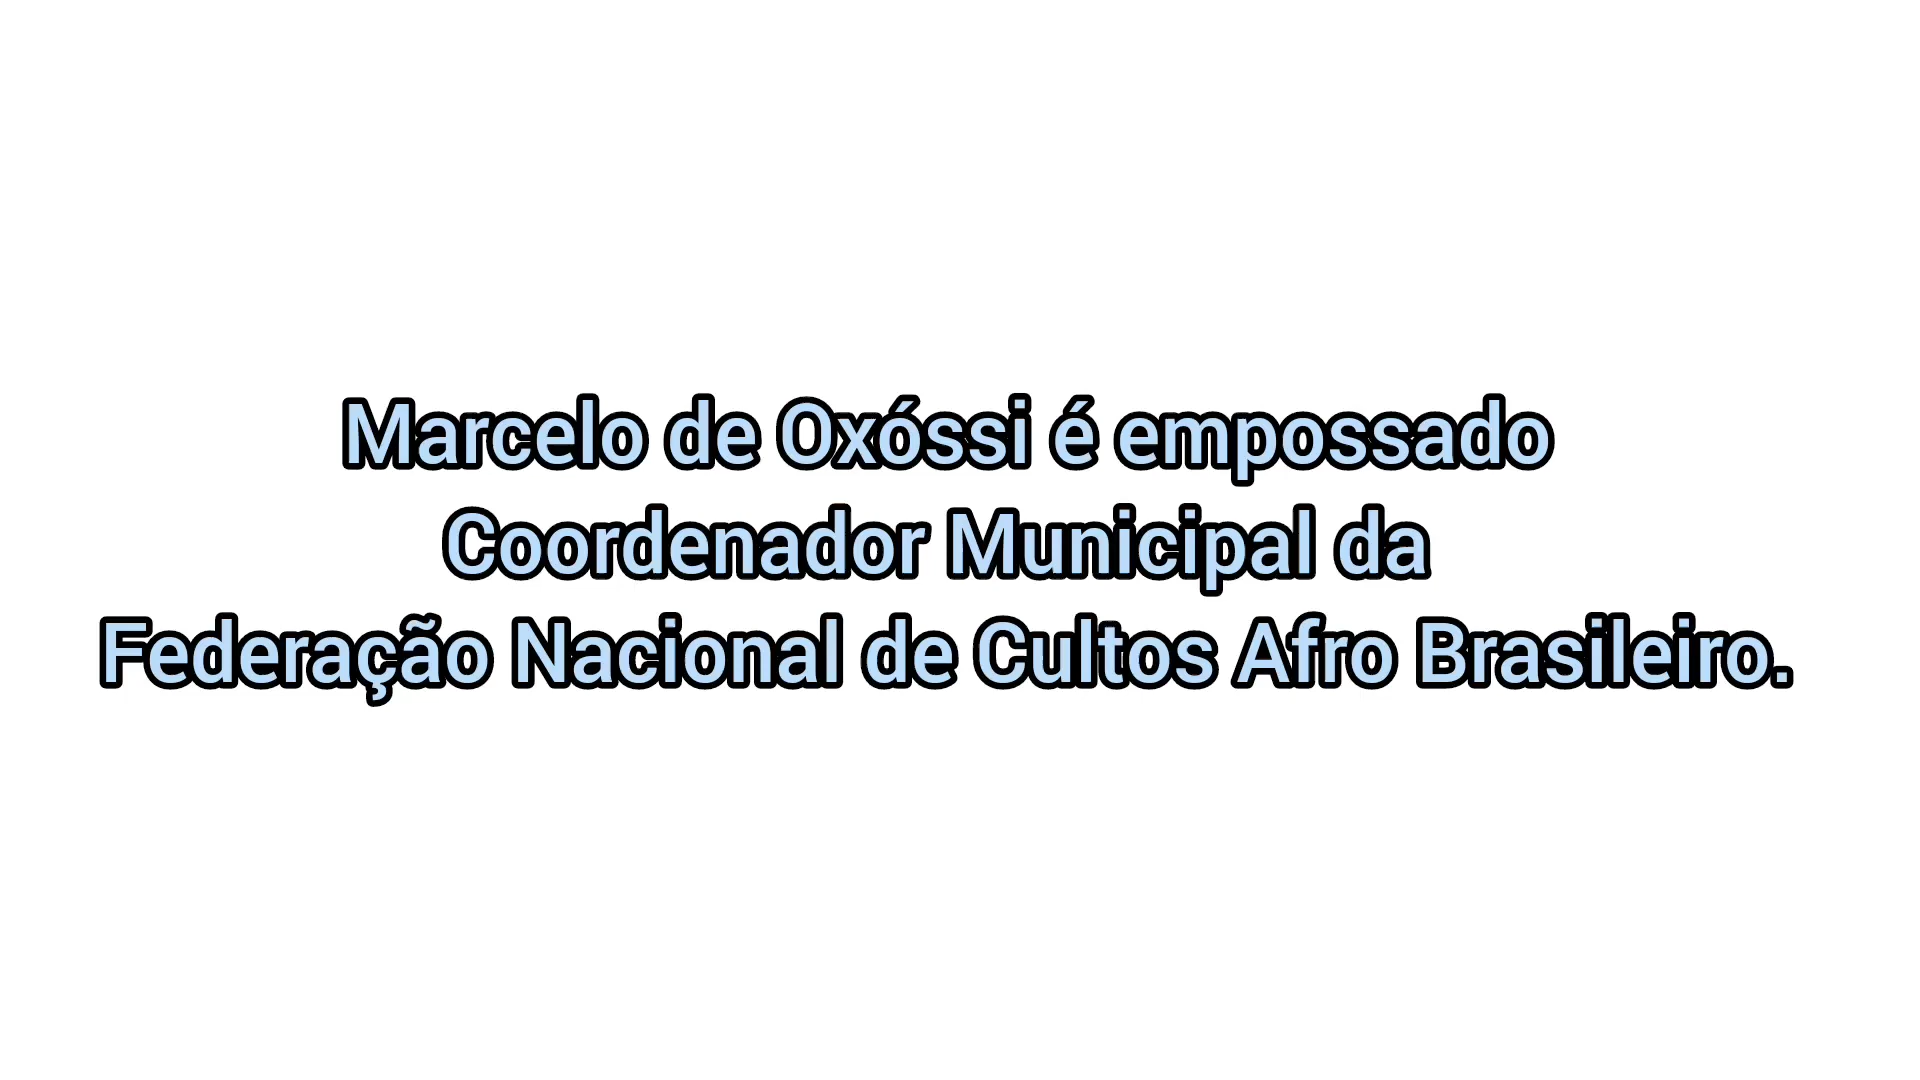 Marcelo de Oxóssi é empossado
Coordenador Municipal da
Federação Nacional de Cultos Afro Brasileiro.